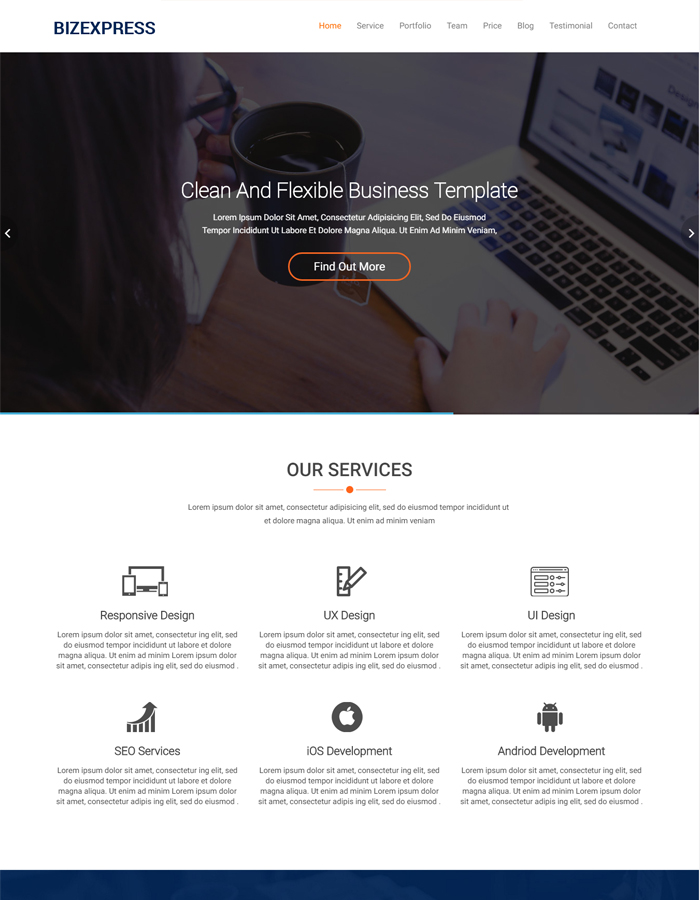 BIZEXPRESS
Home Service Portfolio Team Price Blog Testimonial Contact
Clean And Flexible Business Template
Lorem Ipsum Dolor Sit Amet, Consectetur Adipisicing Elit, Sed Do Eiusmod
Tempor Incididunt Ut Labore Et Dolore Magna Aliqua. Ut Enim Ad Minim Veniam,
Find Out More
OUR SERVICES
Lorem ipsum dolor sit amet, consectetur adipisicing elit, sed do eiusmod tempor incididunt ut
et dolore magna aliqua. Ut enim ad minim veniam
Responsive Design
Lorem ipsum dolor sit amet, consectetur ing elit, sed
do eiusmod tempor incididunt ut labore et dolore
magna aliqua. Ut enim ad minim Lorem ipsum dolor
sit amet, consectetur adipis ing elit, sed do eiusmod .
UX Design
Lorem ipsum dolor sit amet, consectetur ing elit, sed
do eiusmod tempor incididunt ut labore et dolore
magna aliqua. Ut enim ad minim Lorem ipsum dolor
sit amet, consectetur adipis ing elit, sed do eiusmod .
UI Design
Lorem ipsum dolor sit amet, consectetur ing elit, sed
do eiusmod tempor incididunt ut labore et dolore
magna aliqua. Ut enim ad minim Lorem ipsum dolor
sit amet, consectetur adipis ing elit, sed do eiusmod .
SEO Services
Lorem ipsum dolor sit amet, consectetur ing elit, sed
do eiusmod tempor incididunt ut labore et dolore
magna aliqua. Ut enim ad minim Lorem ipsum dolor
sit amet, consectetur adipis ing elit, sed do eiusmod .
iOS Development
Lorem ipsum dolor sit amet, consectetur ing elit, sed
do eiusmod tempor incididunt ut labore et dolore
magna aliqua. Ut enim ad minim Lorem ipsum dolor
sit amet, consectetur adipis ing elit, sed do eiusmod .
Andriod Development
Lorem ipsum dolor sit amet, consectetur ing elit, sed
do eiusmod tempor incididunt ut labore et dolore
magna aliqua. Ut enim ad minim Lorem ipsum dolor
sit amet, consectetur adipis ing elit, sed do eiusmod .